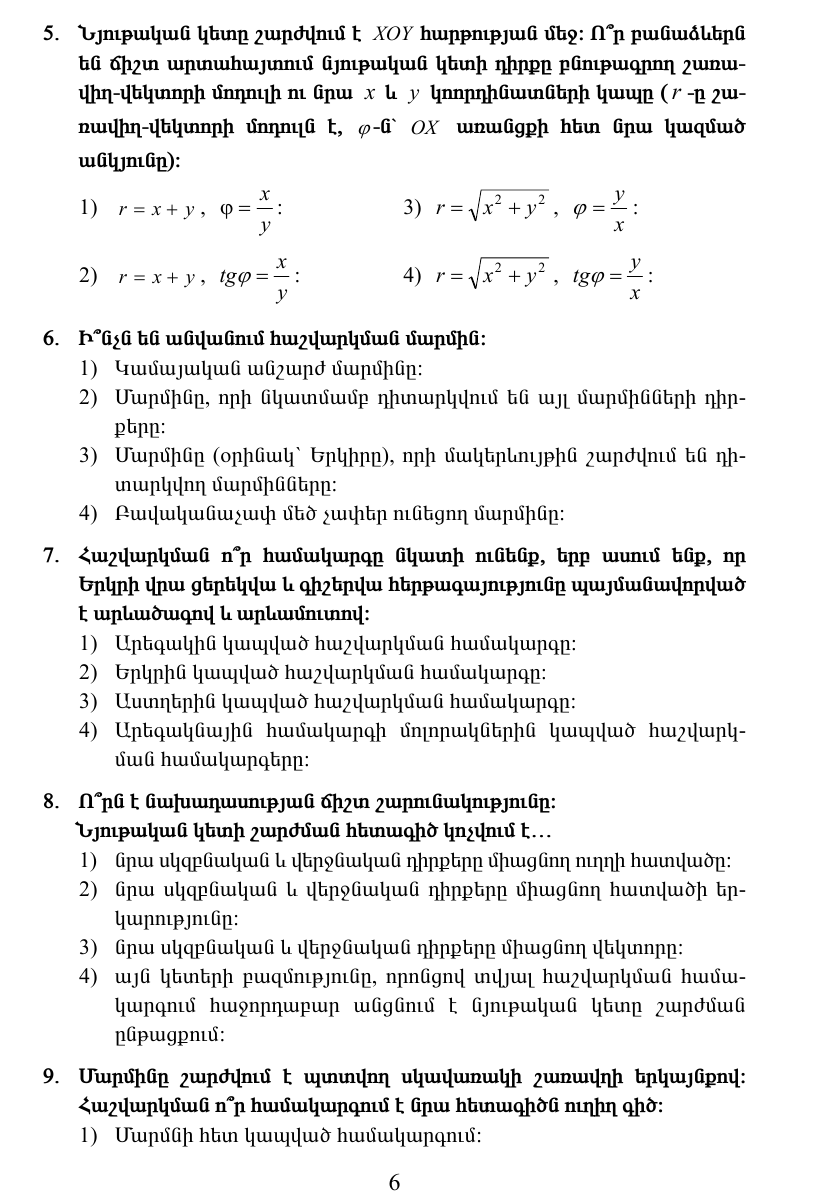 5. Նյութական կետը շարժվում է XOY հարթության մեջ: Ո՞ր բանաձևերն
են ճիշտ արտահայտում նյութական կետի դիրքը բնութագրող շառա-
վիղ-վեկտորի մոդուլի ու նրա x և y կոորդինատների կապը (r -ը շա-
ռավիղ-վեկտորի մոդուլն է, φ-ն՝ OX առանցքի հետ նրա կազմած
անկյունը):
1) r = x + y , φ = x/y :
3) r = √(x² + y²) , φ = y/x :
2) r = x + y , tgφ = x/y :
4) r = √(x² + y²) , tgφ = y/x :
6. Ի՞նչն են անվանում հաշվարկման մարմին:
1) Կամայական անշարժ մարմինը:
2) Մարմինը, որի նկատմամբ դիտարկվում են այլ մարմինների դիր-
քերը:
3) Մարմինը (օրինակ՝ Երկիրը), որի մակերևույթին շարժվում են դի-
տարկվող մարմինները:
4) Բավականաչափ մեծ չափեր ունեցող մարմինը:
7. Հաշվարկման ո՞ր համակարգը նկատի ունենք, երբ ասում ենք, որ
Երկրի վրա ցերեկվա և գիշերվա հերթագայությունը պայմանավորված
է արևածագով և արևամուտով:
1) Արեգակին կապված հաշվարկման համակարգը:
2) Երկրին կապված հաշվարկման համակարգը:
3) Աստղերին կապված հաշվարկման համակարգը:
4) Արեգակնային համակարգի մոլորակներին կապված հաշվարկ-
ման համակարգերը:
8. Ո՞րն է նախադասության ճիշտ շարունակությունը:
Նյութական կետի շարժման հետագիծ կոչվում է…
1) նրա սկզբնական և վերջնական դիրքերը միացնող ուղղի հատվածը:
2) նրա սկզբնական և վերջնական դիրքերը միացնող հատվածի եր-
կարությունը:
3) նրա սկզբնական և վերջնական դիրքերը միացնող վեկտորը:
4) այն կետերի բազմությունը, որոնցով տվյալ հաշվարկման համա-
կարգում հաջորդաբար անցնում է նյութական կետը շարժման
ընթացքում:
9. Մարմինը շարժվում է պտտվող սկավառակի շառավղի երկայնքով:
Հաշվարկման ո՞ր համակարգում է նրա հետագիծն ուղիղ գիծ:
1) Մարմնի հետ կապված համակարգում:
6